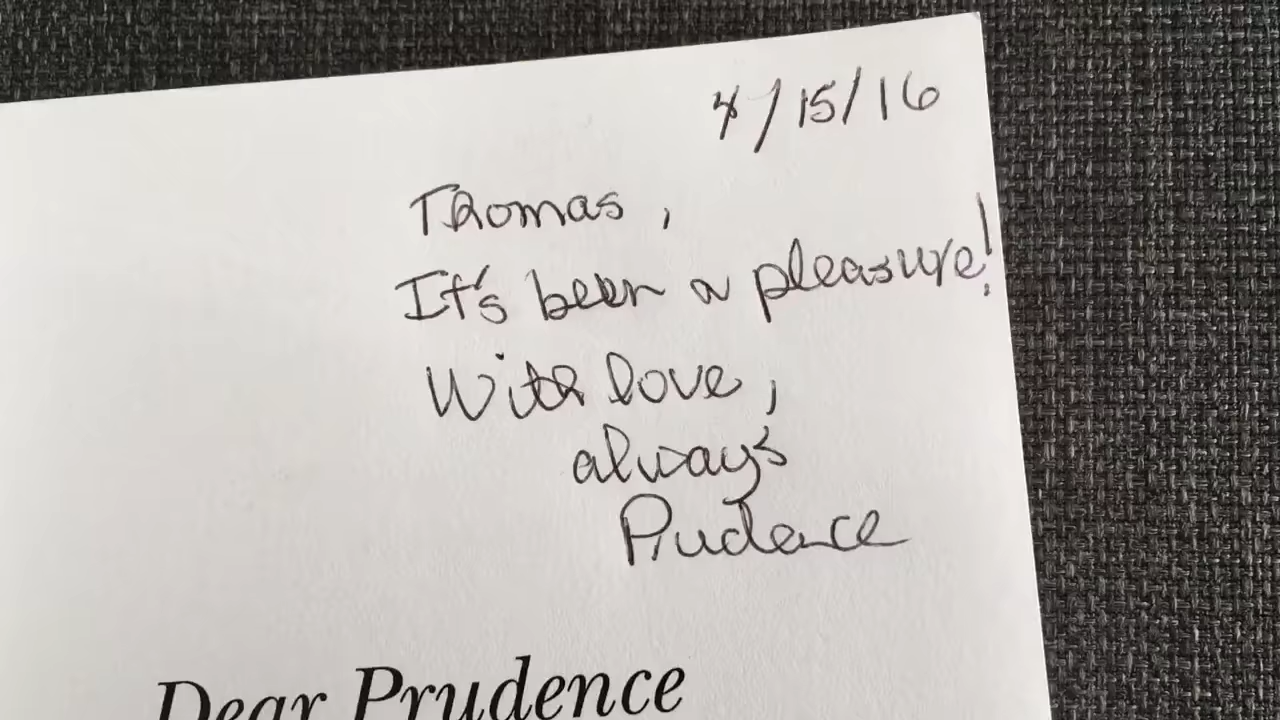 4/15/16
Thomas,
It's been a pleasure!
With love,
always
Prudence
Dear Prudence